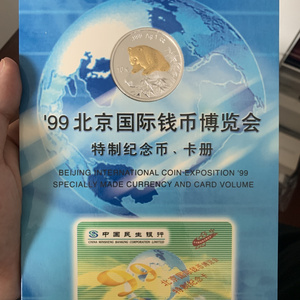 '99 北京国际钱币博览会
特制纪念币、卡册
BEIJING INTERNATIONAL COIN EXPOSITION '99
SPECIALLY MADE CURRENCY AND CARD VOLUME
中国民生银行
CHINA MINSHENG BANKING CORPORATION LIMITED
99